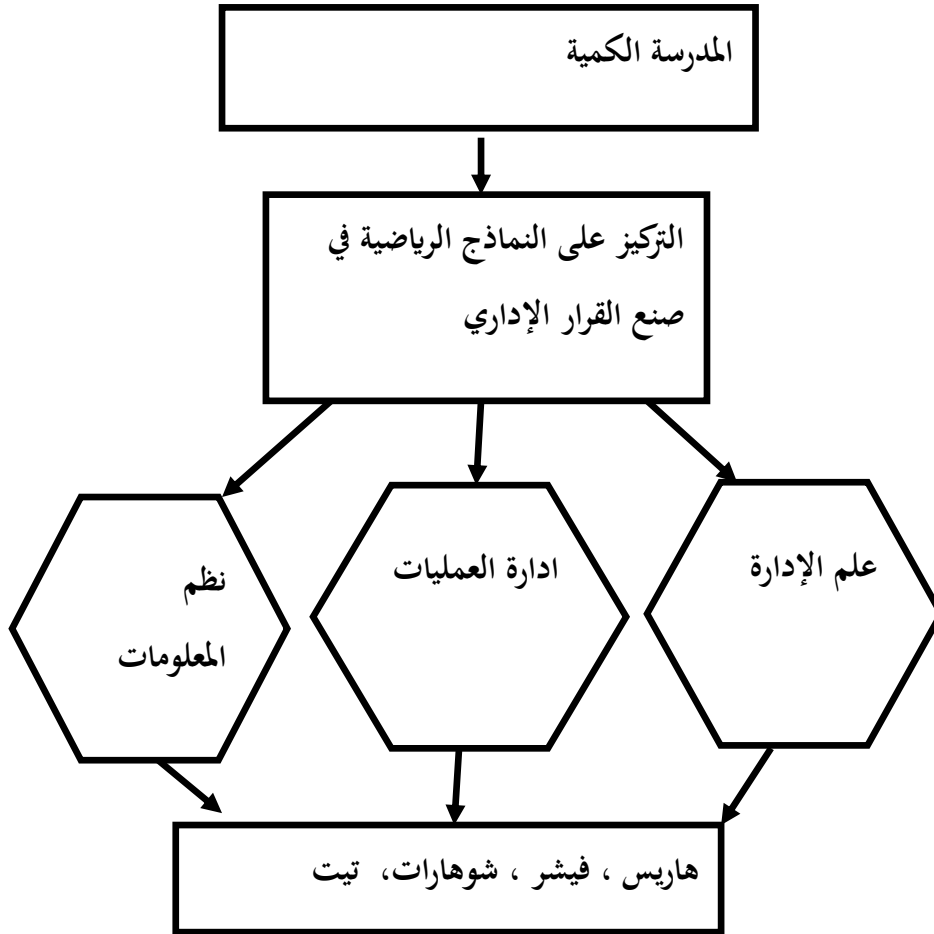 المدرسة الكمية
التركيز على النماذج الرياضية في
صنع القرار الإداري
علم الإدارة
ادارة العمليات
نظم
المعلومات
هاريس ، فيشر ، شوهارات، تيت